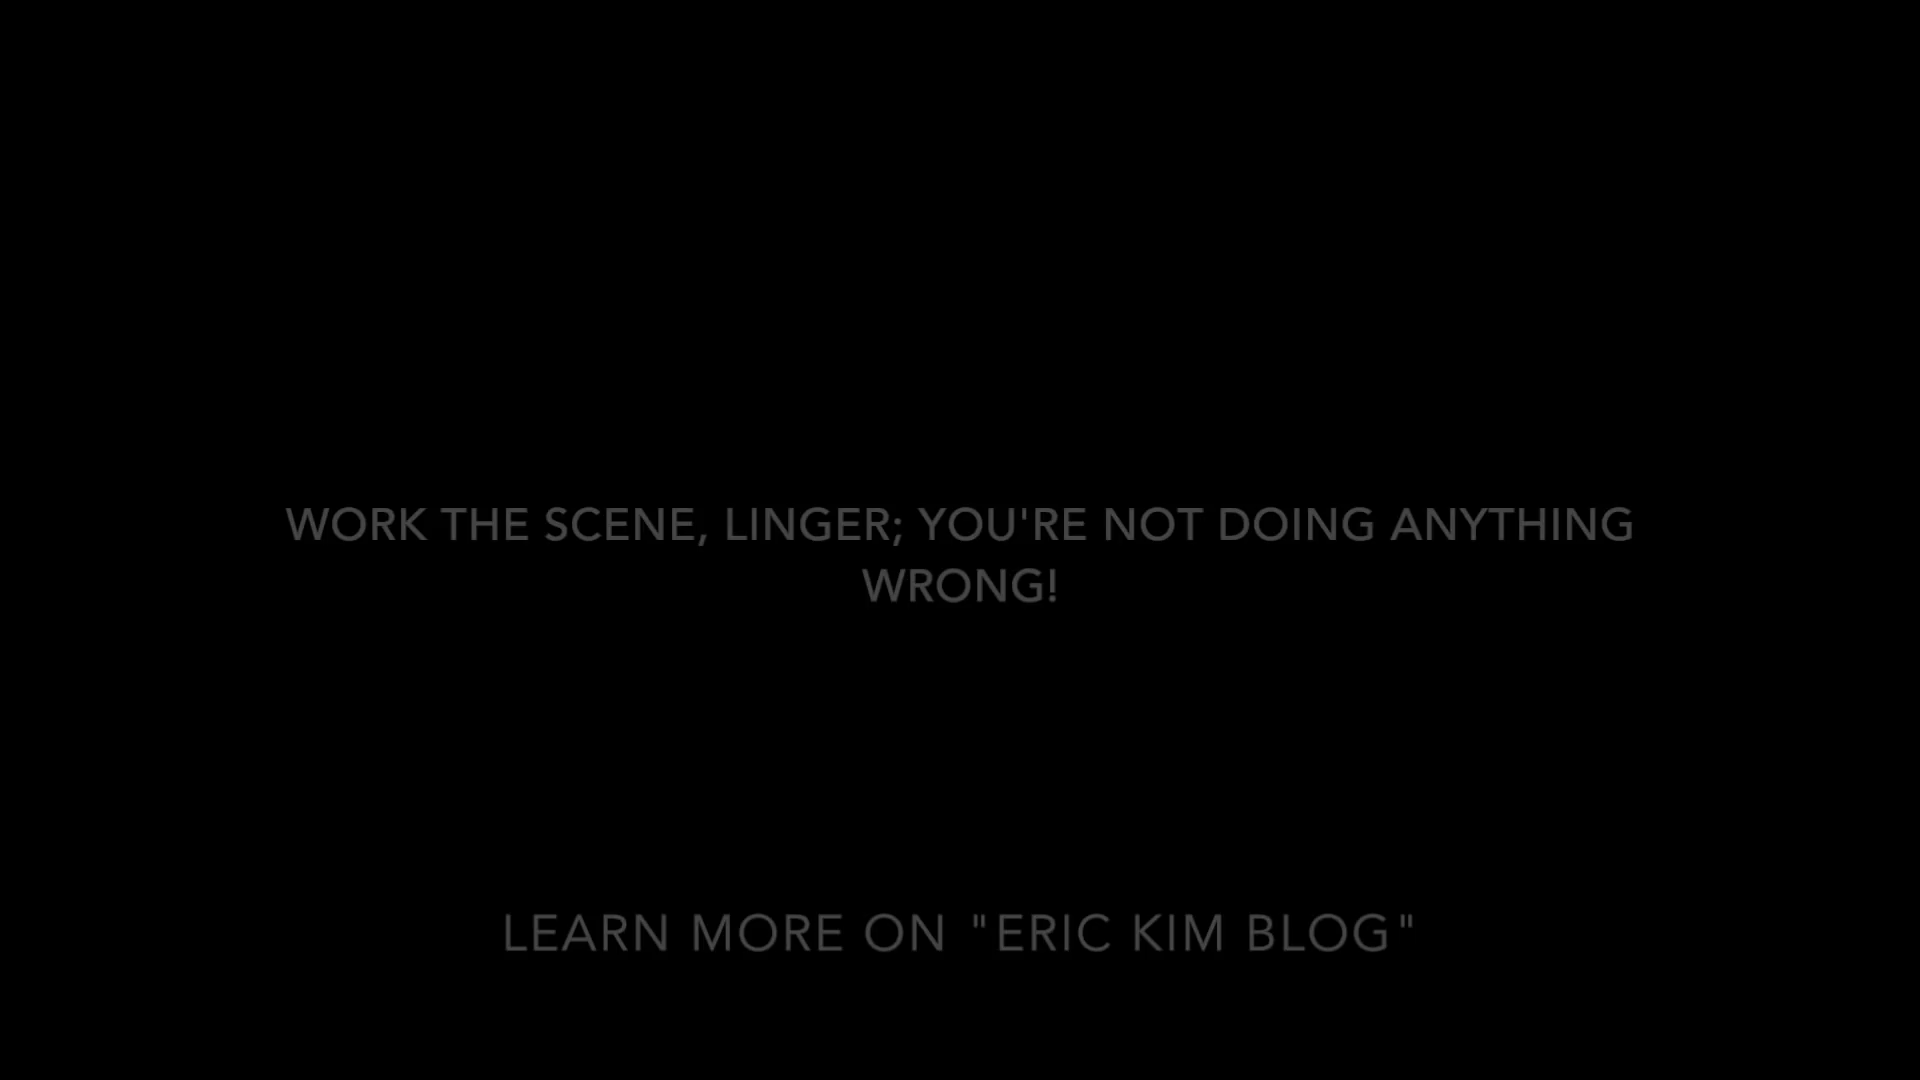 WORK THE SCENE, LINGER; YOU'RE NOT DOING ANYTHING
WRONG!
LEARN MORE ON "ERIC KIM BLOG"